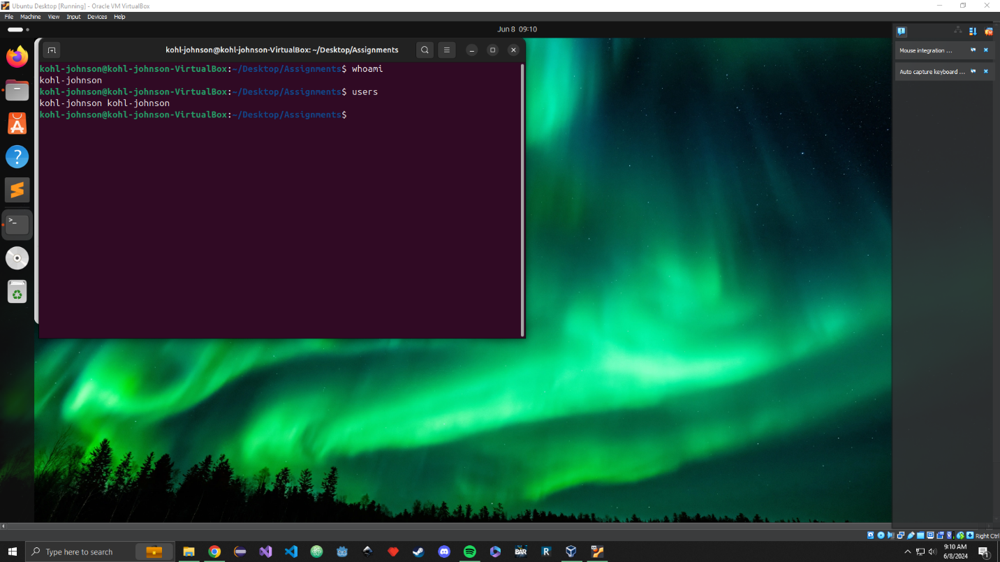 Ubuntu Desktop [Running] - Oracle VM VirtualBox
File Machine View Input Devices Help
Jun 8 09:10
kohl-johnson@kohl-johnson-VirtualBox: ~/Desktop/Assignments
kohl-johnson@kohl-johnson-VirtualBox:~/Desktop/Assignments$ whoami
kohl-johnson
kohl-johnson@kohl-johnson-VirtualBox:~/Desktop/Assignments$ users
kohl-johnson kohl-johnson
kohl-johnson@kohl-johnson-VirtualBox:~/Desktop/Assignments$
Mouse integration ...
Auto capture keyboard ...
Right Ctrl
Type here to search
BAR
R
9:10 AM
6/8/2024
1